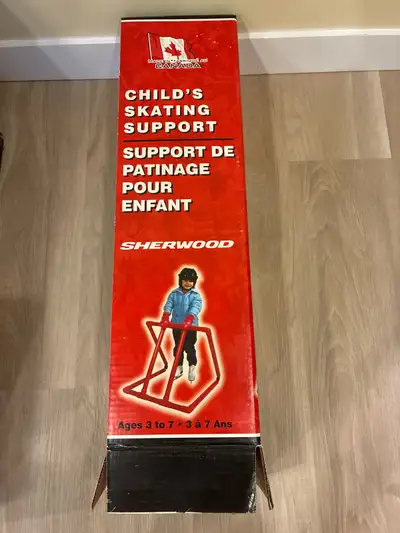 CANADA
CHILD'S
SKATING
SUPPORT
SUPPORT DE
PATINAGE
POUR
ENFANT
SHERWOOD
Ages 3 to 7 • 3 à 7 Ans